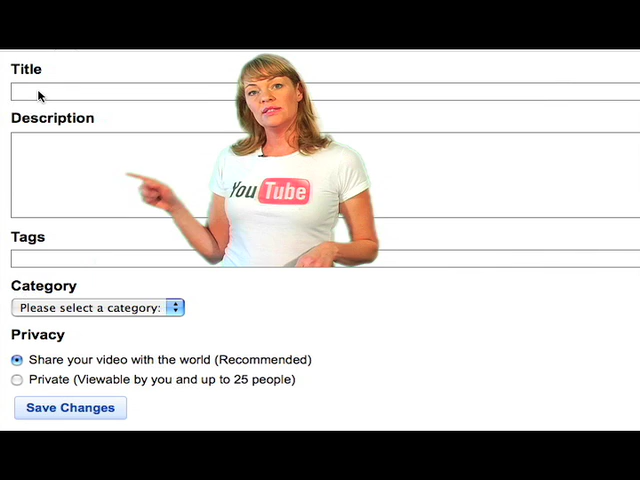 Title
Description
YouTube
Tags
Category
Please select a category:
Privacy
Share your video with the world (Recommended)
Private (Viewable by you and up to 25 people)
Save Changes